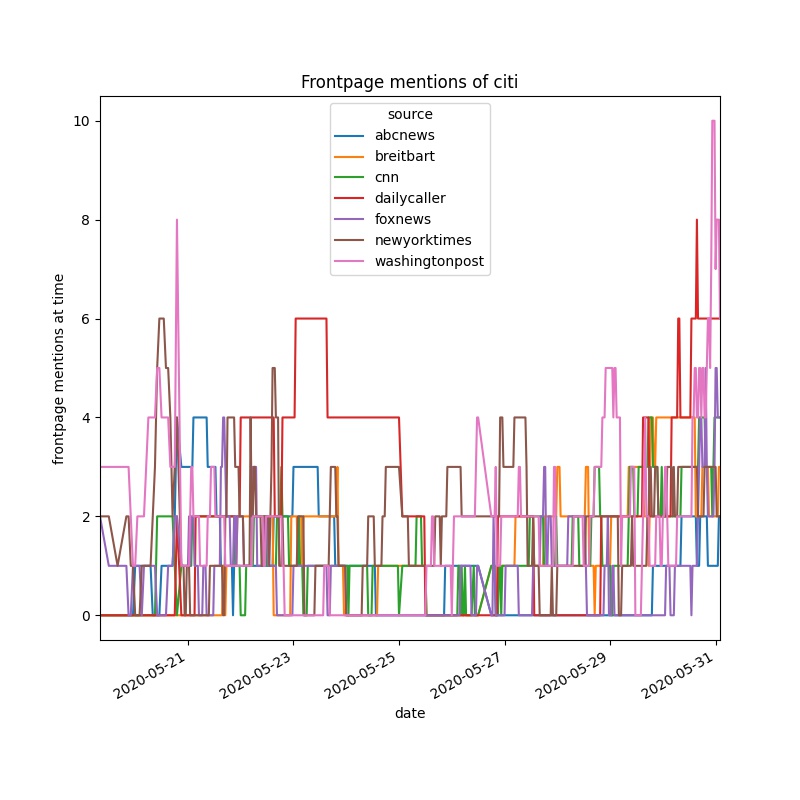 Frontpage mentions of citi
source
abcnews
breitbart
cnn
dailycaller
foxnews
newyorktimes
washingtonpost
10
8
6
4
2
0
frontpage mentions at time
2020-05-21
2020-05-23
2020-05-25
2020-05-27
2020-05-29
2020-05-31
date